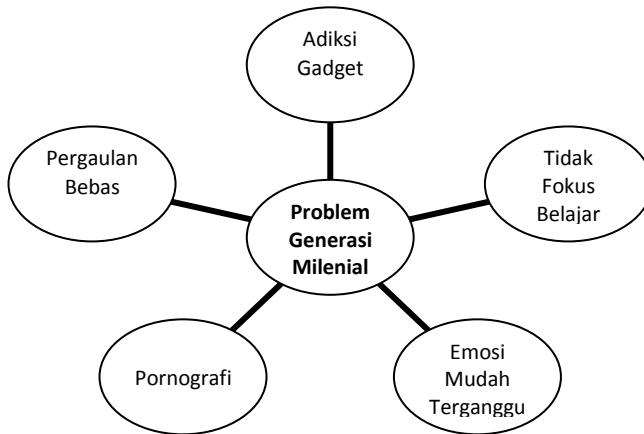 Adiksi
Gadget
Pergaulan
Bebas
Tidak
Fokus
Belajar
Problem
Generasi
Milenial
Pornografi
Emosi
Mudah
Terganggu